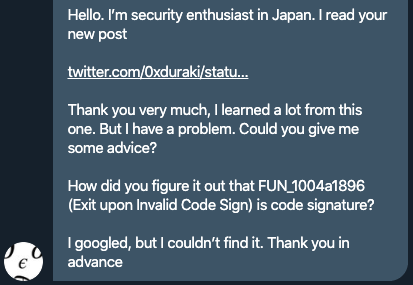 Hello. I'm security enthusiast in Japan. I read your
new post
twitter.com/0xduraki/statu...
Thank you very much, I learned a lot from this
one. But I have a problem. Could you give me
some advice?
How did you figure it out that FUN_1004a1896
(Exit upon Invalid Code Sign) is code signature?
I googled, but I couldn't find it. Thank you in
advance
ϵ